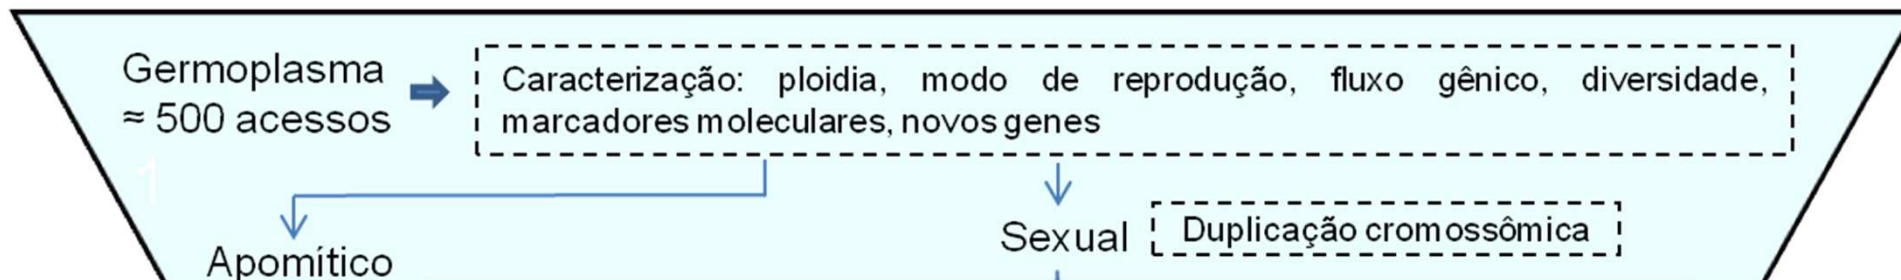 Germoplasma
≈ 500 acessos
Caracterização: ploidia, modo de reprodução, fluxo gênico, diversidade,
marcadores moleculares, novos genes
1
Sexual
Duplicação cromossômica
Apomítico